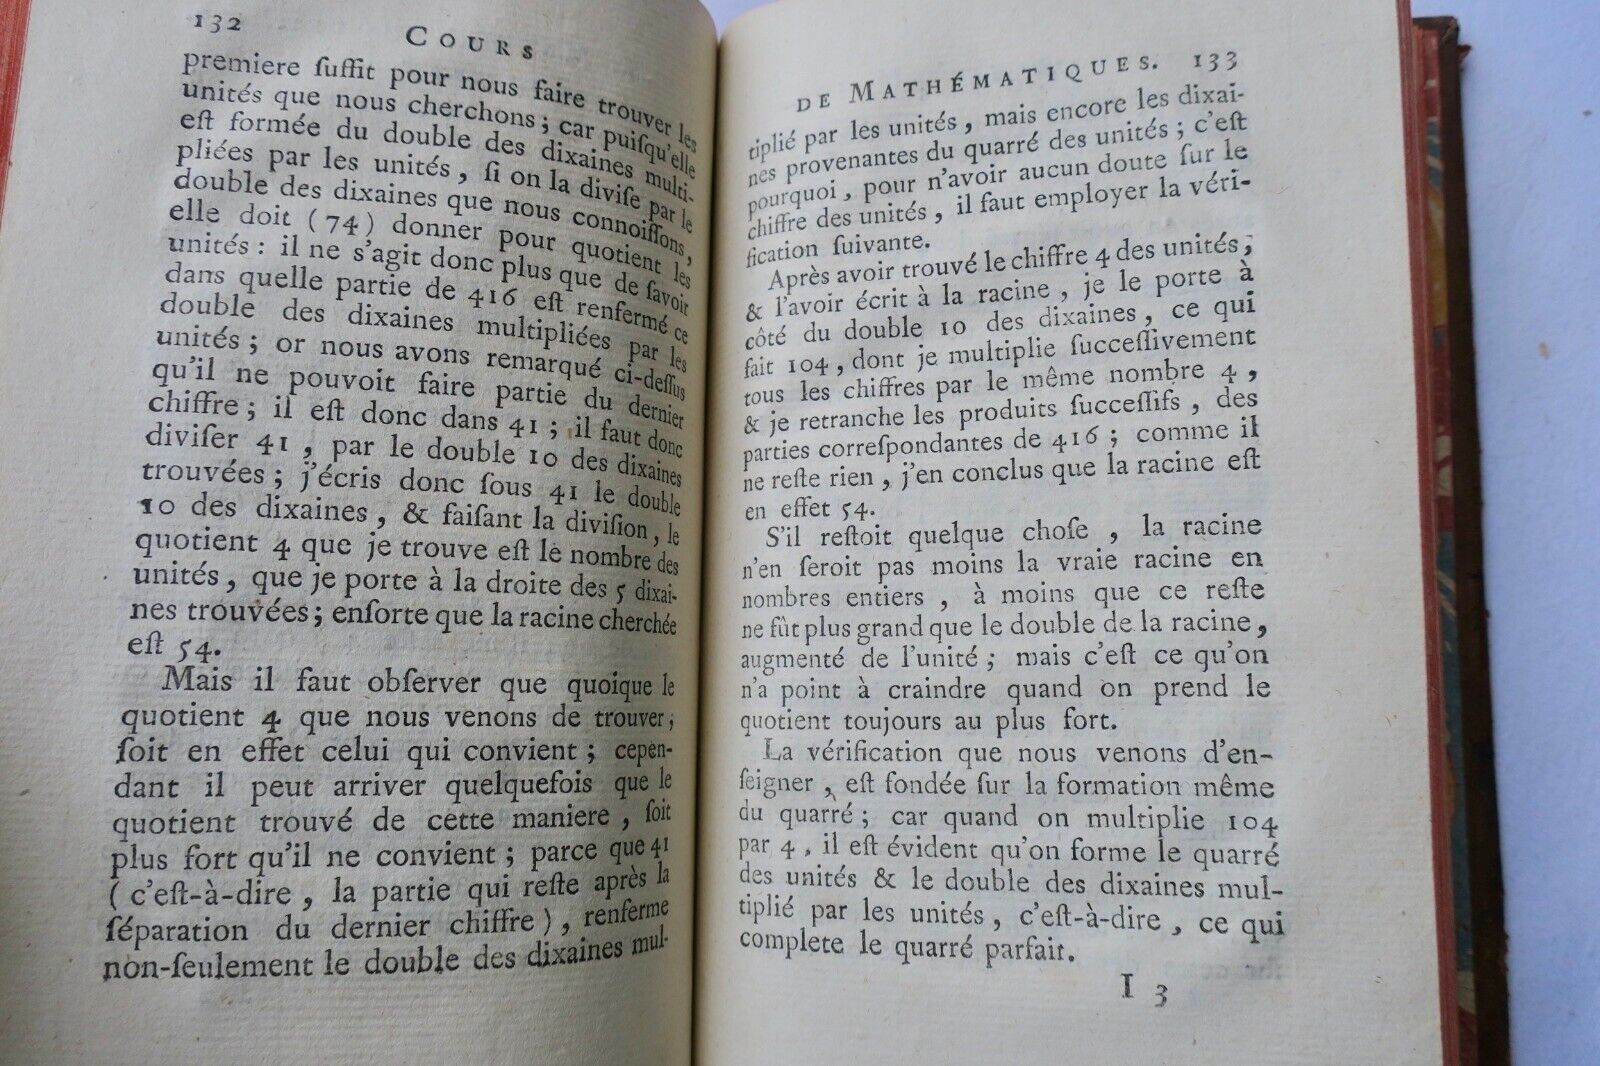 132 COURS
premiere ſuffit pour nous faire trouver les
unités que nous cherchons ; car puiſqu'elle
eſt formée du double des dixaines multi-
pliées par les unités, ſi on la diviſe par le
double des dixaines que nous connoiſſons,
elle doit (74) donner pour quotient les
unités : il ne s'agit donc plus que de ſavoir
dans quelle partie de 416 eſt renfermé ce
double des dixaines multipliées par les
unités ; or nous avons remarqué ci-deſſus
qu'il ne pouvoit faire partie du dernier
chiffre ; il eſt donc dans 41 ; il faut donc
diviſer 41 , par le double 10 des dixaines
trouvées ; j'écris donc ſous 41 le double
10 des dixaines, & faiſant la diviſion, le
quotient 4 que je trouve eſt le nombre des
unités, que je porte à la droite des 5 dixai-
nes trouvées ; enſorte que la racine cherchée
eſt 54.
Mais il faut obſerver que quoique le
quotient 4 que nous venons de trouver,
ſoit en effet celui qui convient ; cepen-
dant il peut arriver quelquefois que le
quotient trouvé de cette maniere, ſoit
plus fort qu'il ne convient ; parce que 41
(c'eſt-à-dire, la partie qui reſte après la
ſéparation du dernier chiffre), renferme
non-ſeulement le double des dixaines mul-
DE MATHÉMATIQUES. 133
tiplié par les unités, mais encore les dixai-
nes provenantes du quarré des unités ; c'eſt
pourquoi, pour n'avoir aucun doute ſur le
chiffre des unités, il faut employer la véri-
fication ſuivante.
Après avoir trouvé le chiffre 4 des unités,
& l'avoir écrit à la racine, je le porte à
côté du double 10 des dixaines, ce qui
fait 104, dont je multiplie ſucceſſivement
tous les chiffres par le même nombre 4,
& je retranche les produits ſucceſſifs, des
parties correſpondantes de 416 ; comme il
ne reſte rien, j'en conclus que la racine eſt
en effet 54.
S'il reſtoit quelque choſe, la racine
n'en ſeroit pas moins la vraie racine en
nombres entiers, à moins que ce reſte
ne fût plus grand que le double de la racine,
augmenté de l'unité ; mais c'eſt ce qu'on
n'a point à craindre quand on prend le
quotient toujours au plus fort.
La vérification que nous venons d'en-
ſeigner, eſt fondée ſur la formation même
du quarré ; car quand on multiplie 104
par 4, il eſt évident qu'on forme le quarré
des unités & le double des dixaines mul-
tiplié par les unités, c'eſt-à-dire, ce qui
complete le quarré parfait.
I 3